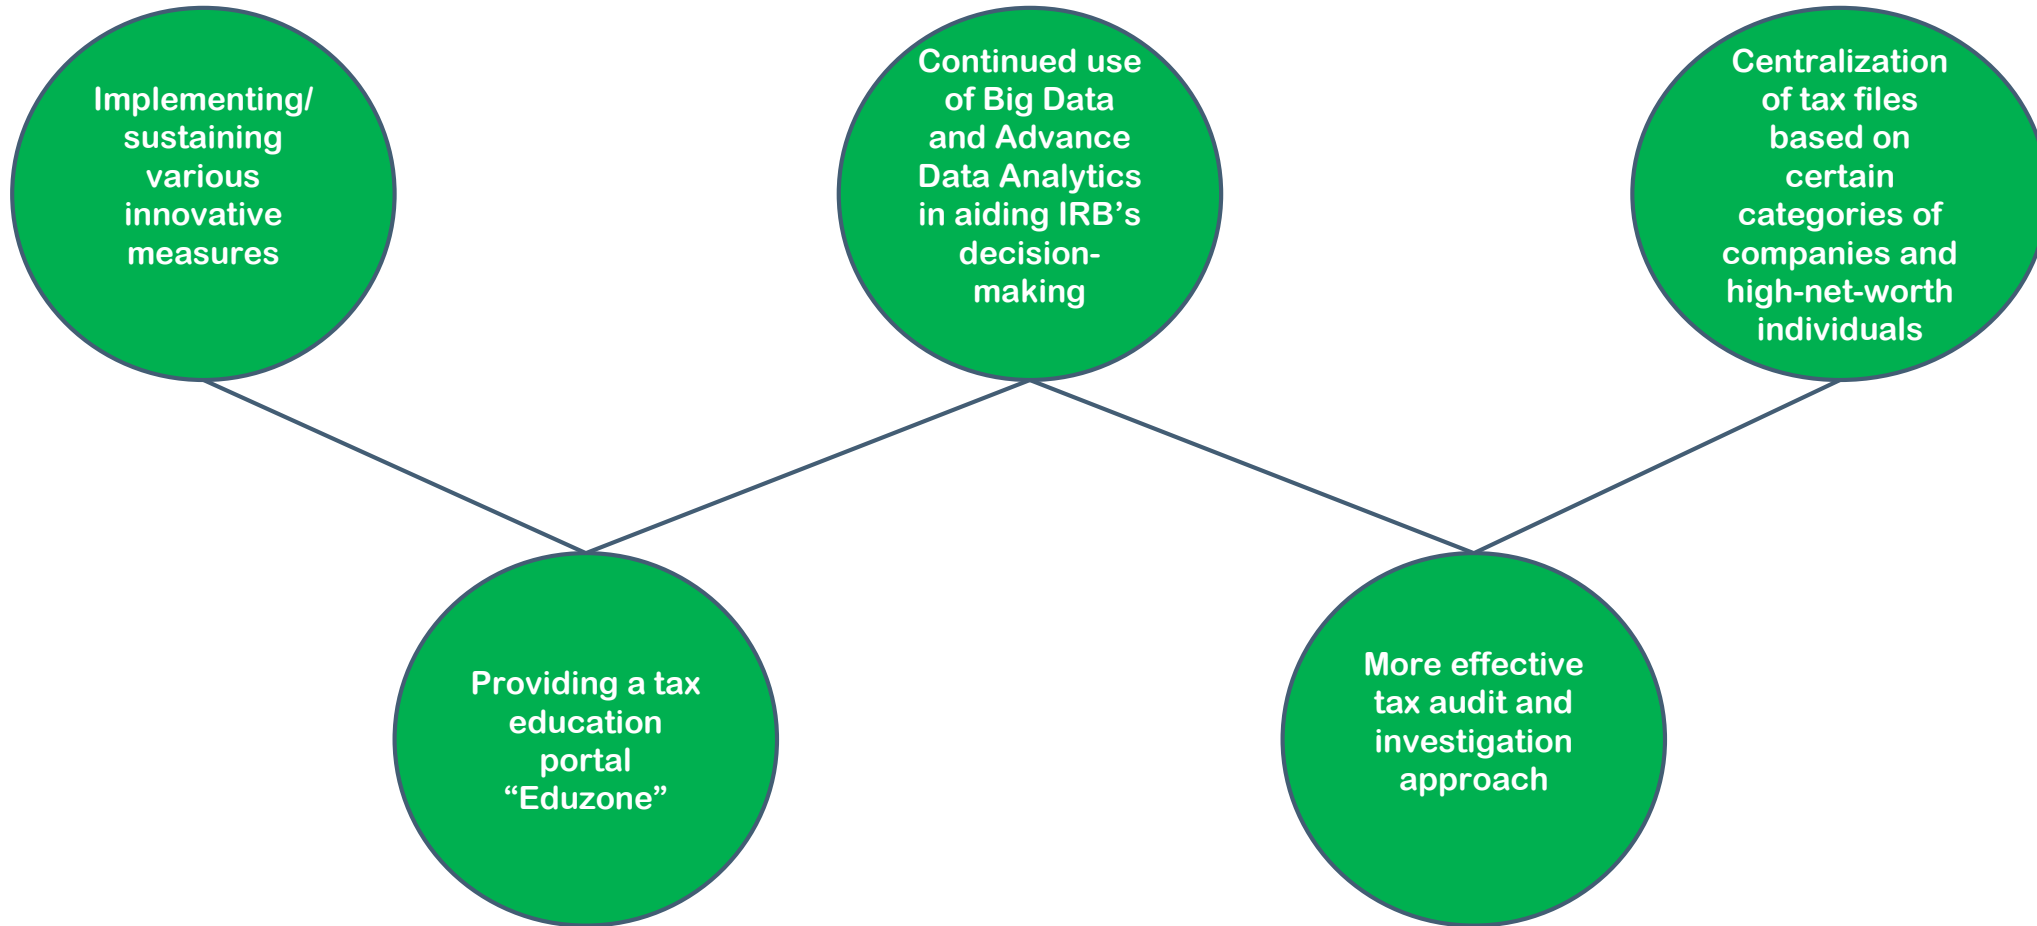 Implementing/
sustaining
various
innovative
measures
Continued use
of Big Data
and Advance
Data Analytics
in aiding IRB’s
decision-
making
Centralization
of tax files
based on
certain
categories of
companies and
high-net-worth
individuals
Providing a tax
education
portal
“Eduzone”
More effective
tax audit and
investigation
approach